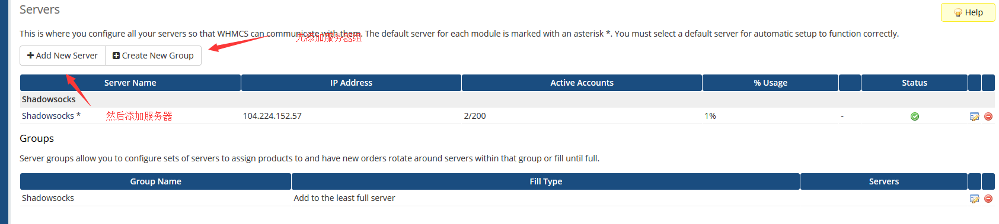 Servers
Help
This is where you configure all your servers so that WHMCS can communicate with them. The default server for each module is marked with an asterisk *. You must select a default server for automatic setup to function correctly.
先添加服务器组
Add New Server Create New Group
Server Name IP Address Active Accounts % Usage Status
Shadowsocks
Shadowsocks * 然后添加服务器 104.224.152.57 2/200 1% -
Groups
Server groups allow you to configure sets of servers to assign products to and have new orders rotate around servers within that group or fill until full.
Group Name Fill Type Servers
Shadowsocks Add to the least full server